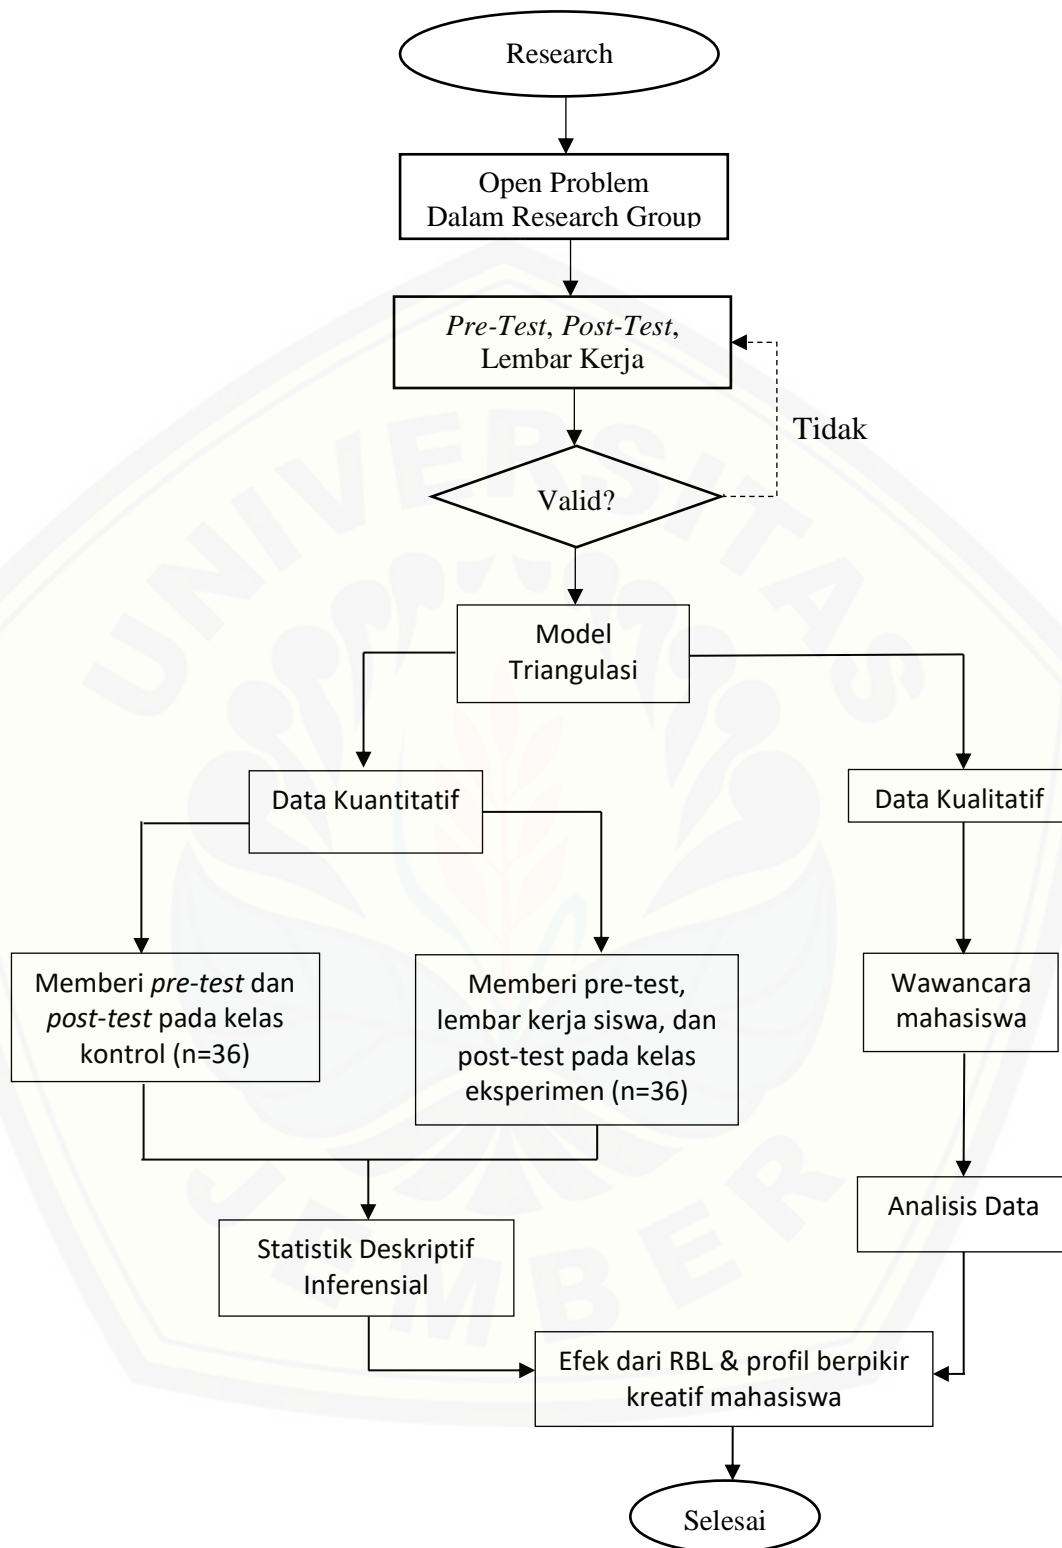 Research
Open Problem
Dalam Research Group
Pre-Test, Post-Test,
Lembar Kerja
Tidak
Valid?
Model
Triangulasi
Data Kuantitatif
Data Kualitatif
Memberi pre-test dan
post-test pada kelas
kontrol (n=36)
Memberi pre-test,
lembar kerja siswa, dan
post-test pada kelas
eksperimen (n=36)
Wawancara
mahasiswa
Analisis Data
Statistik Deskriptif
Inferensial
Efek dari RBL & profil berpikir
kreatif mahasiswa
Selesai
UNIVERSITAS
JEMBER